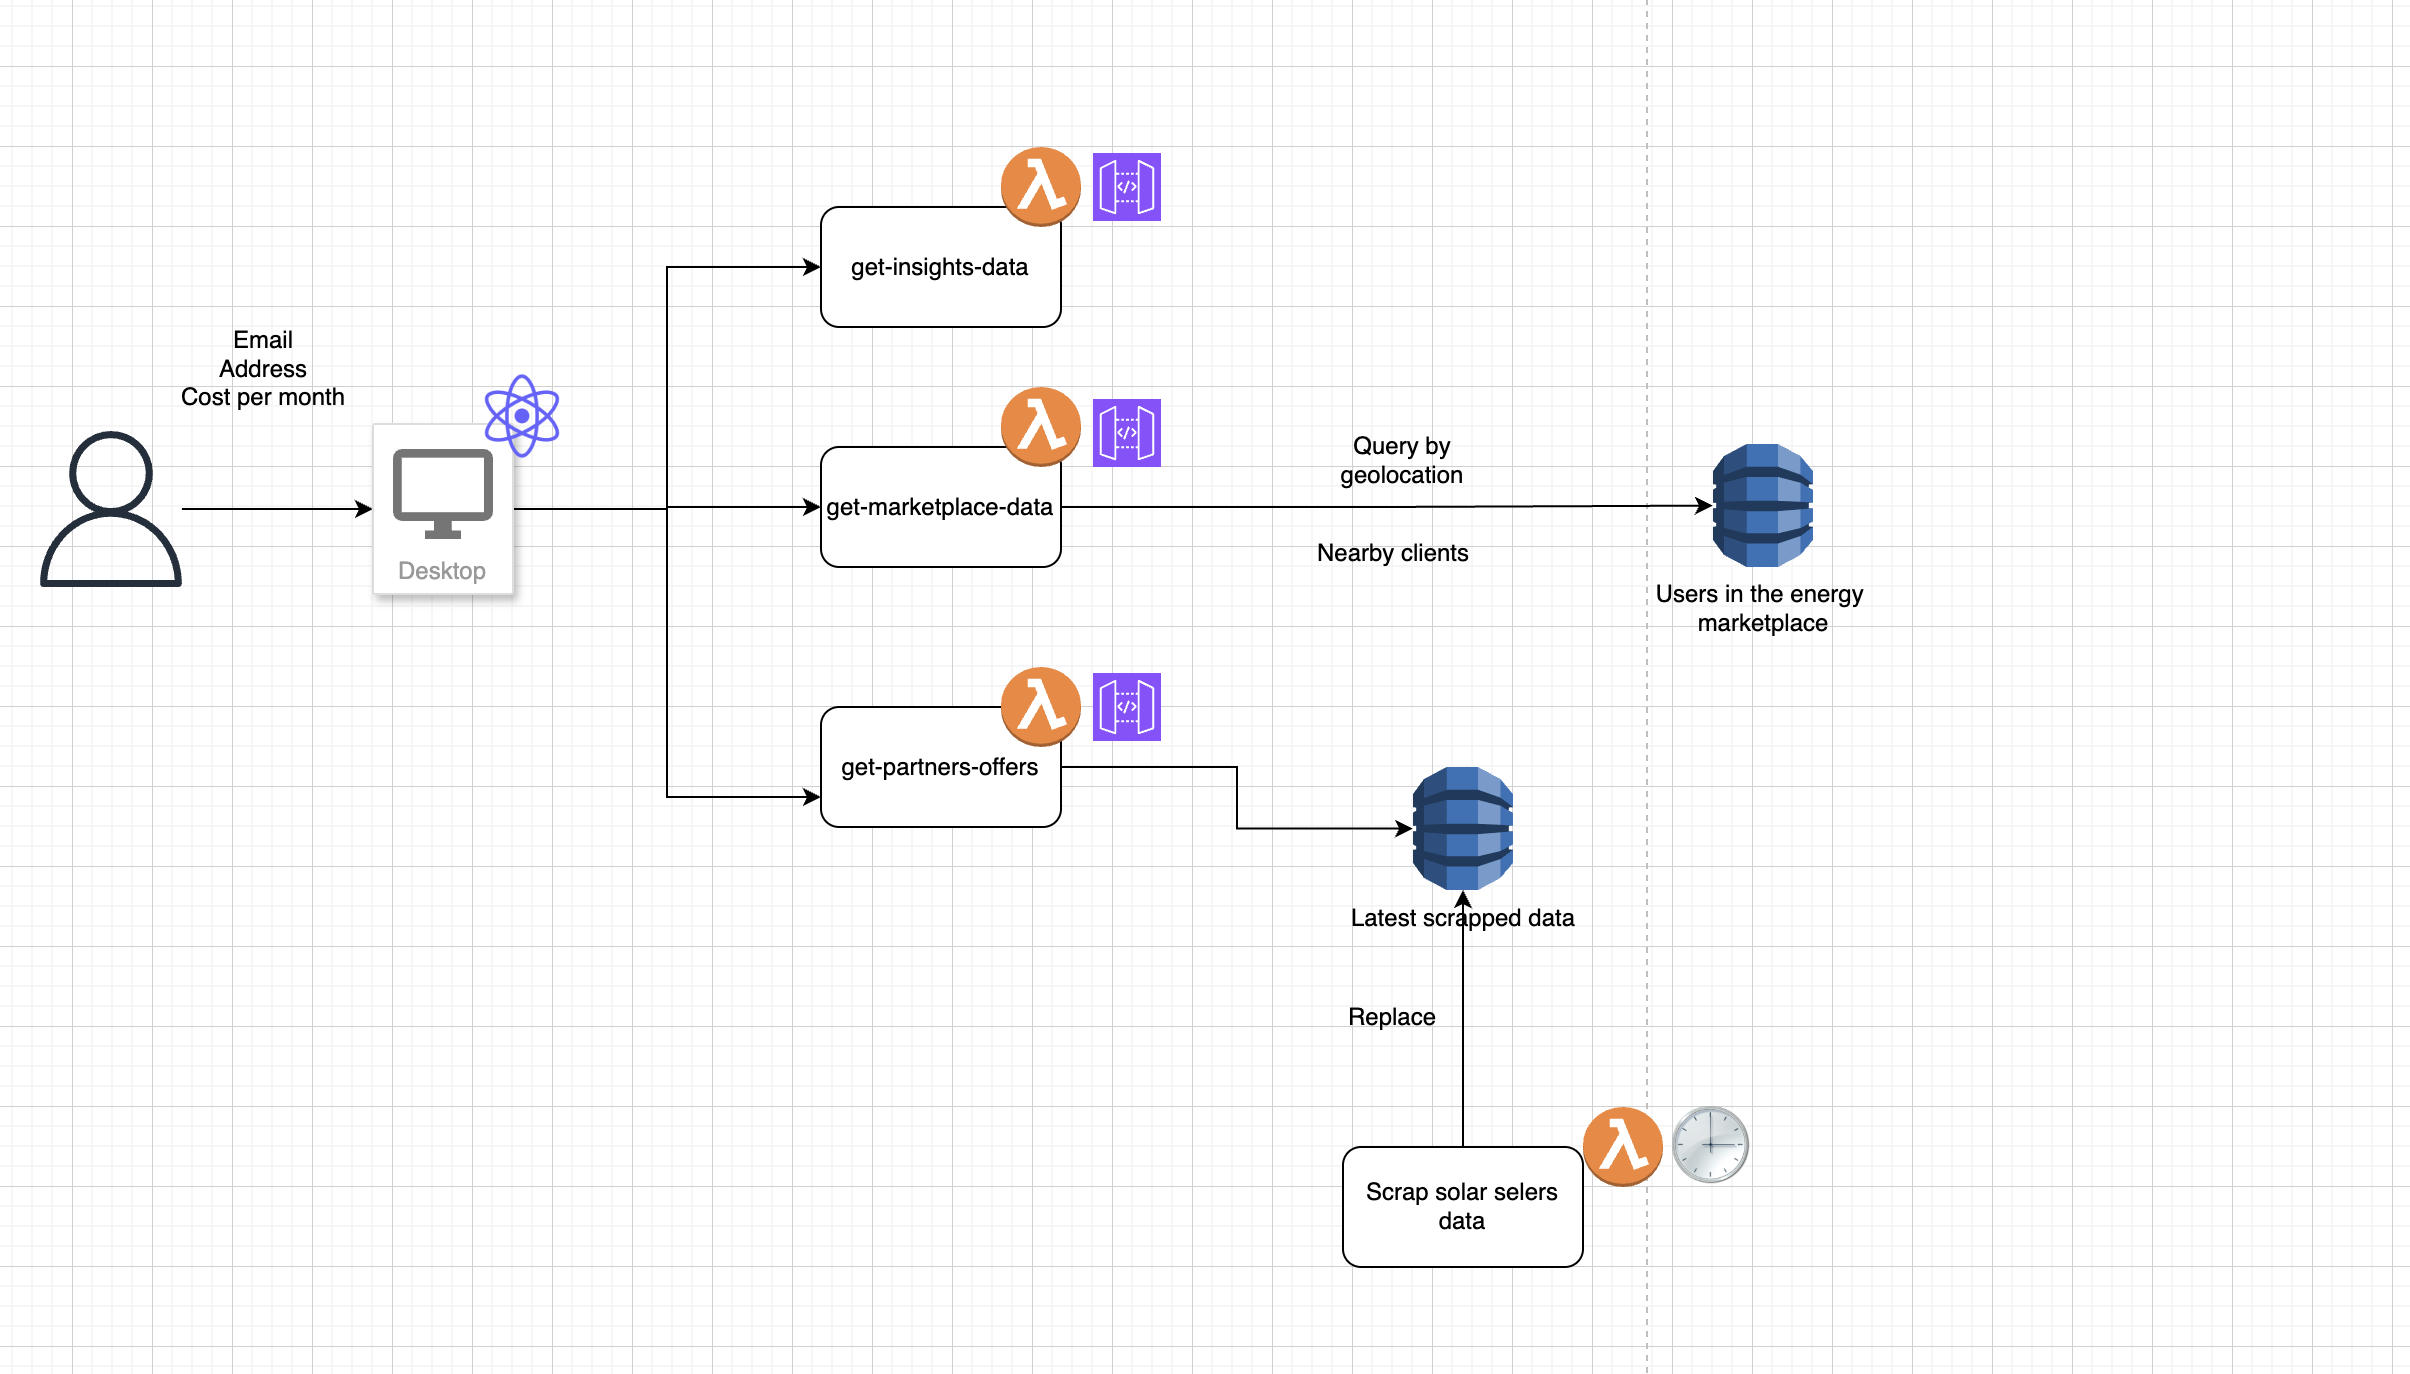 Email
Address
Cost per month
Desktop
get-insights-data
get-marketplace-data
Query by
geolocation
Nearby clients
Users in the energy
marketplace
get-partners-offers
Latest scrapped data
Replace
Scrap solar selers
data